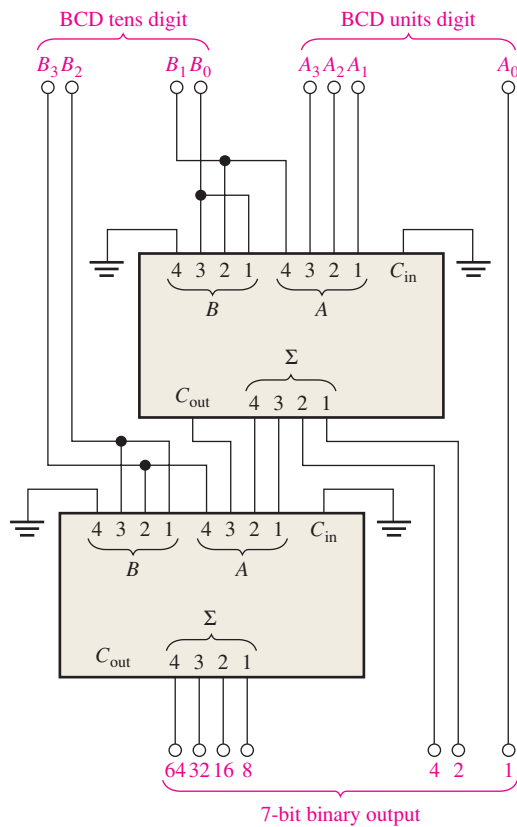 BCD tens digit BCD units digit
B₃ B₂ B₁ B₀ A₃ A₂ A₁ A₀
4 3 2 1 4 3 2 1 Cᵢₙ
B A
Σ
Cₒᵤₜ 4 3 2 1
4 3 2 1 4 3 2 1 Cᵢₙ
B A
Σ
Cₒᵤₜ 4 3 2 1
64 32 16 8 4 2 1
7-bit binary output